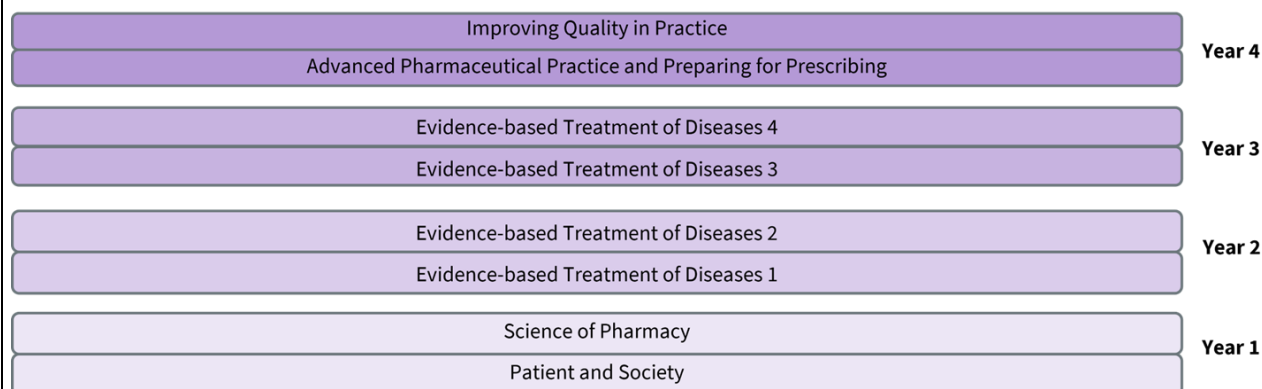 Improving Quality in Practice
Year 4
Advanced Pharmaceutical Practice and Preparing for Prescribing
Evidence-based Treatment of Diseases 4
Year 3
Evidence-based Treatment of Diseases 3
Evidence-based Treatment of Diseases 2
Year 2
Evidence-based Treatment of Diseases 1
Science of Pharmacy
Year 1
Patient and Society